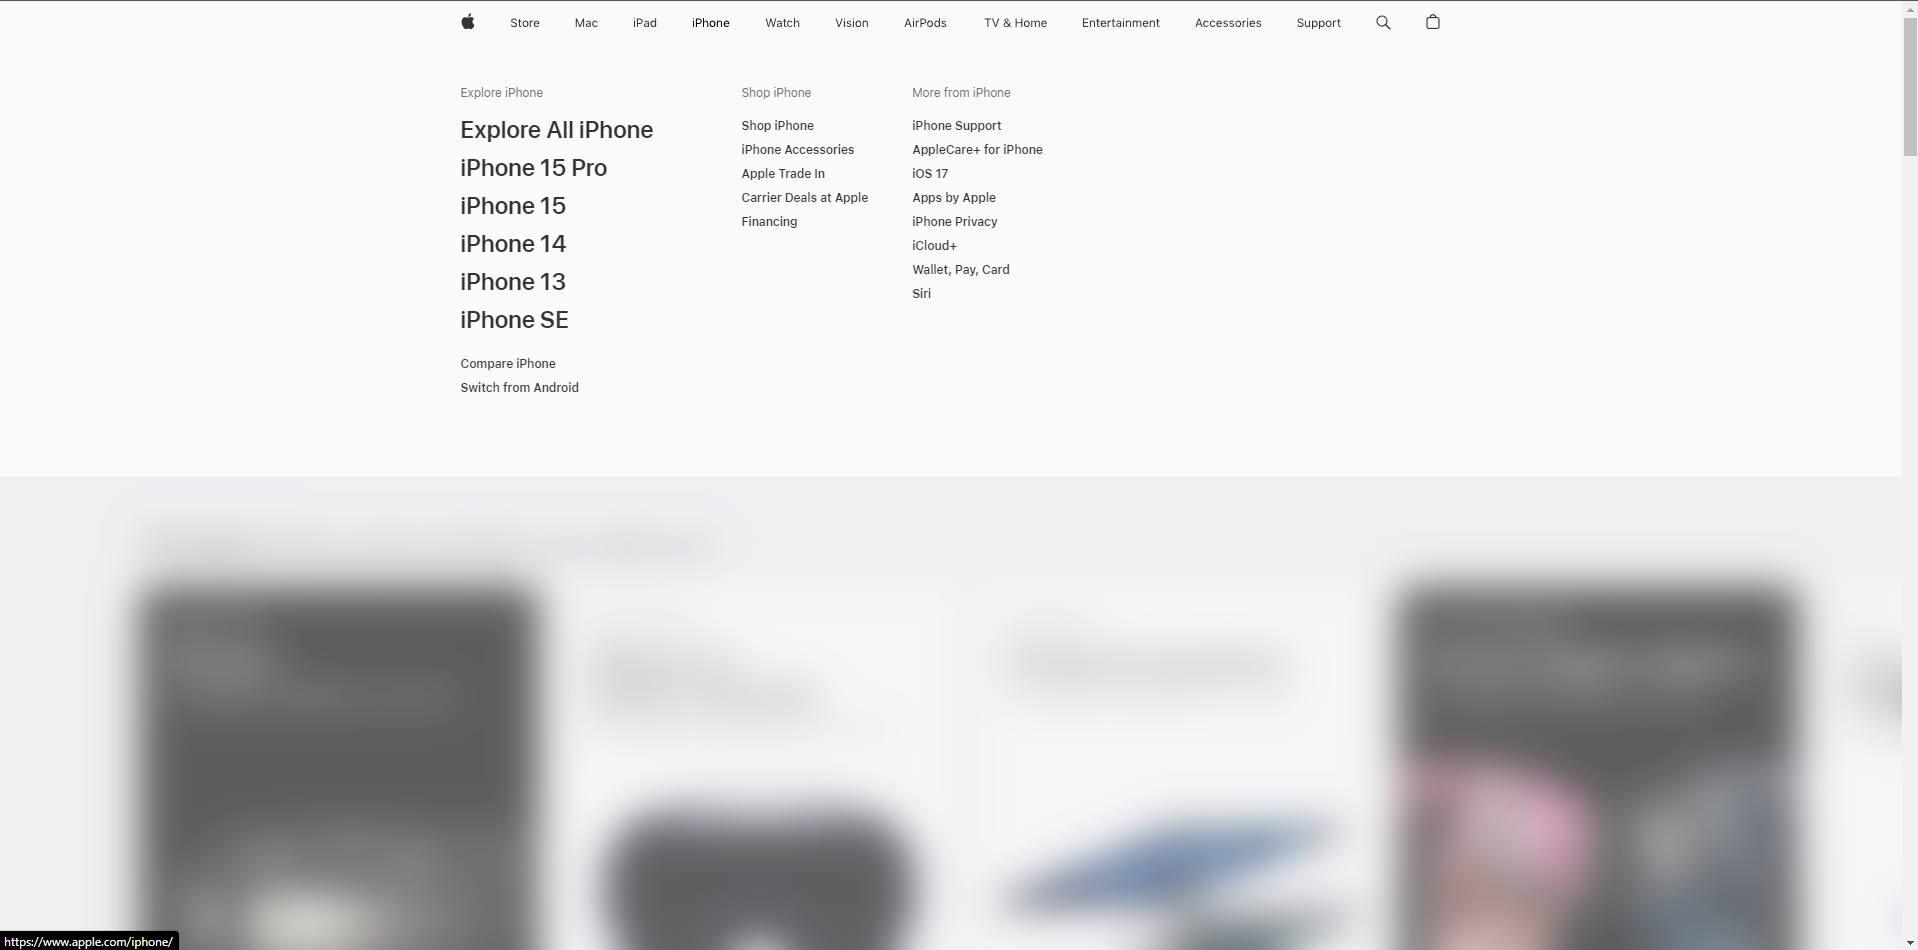 Store Mac iPad iPhone Watch Vision AirPods TV & Home Entertainment Accessories Support
Explore iPhone
Explore All iPhone
iPhone 15 Pro
iPhone 15
iPhone 14
iPhone 13
iPhone SE
Compare iPhone
Switch from Android
Shop iPhone
Shop iPhone
iPhone Accessories
Apple Trade In
Carrier Deals at Apple
Financing
More from iPhone
iPhone Support
AppleCare+ for iPhone
iOS 17
Apps by Apple
iPhone Privacy
iCloud+
Wallet, Pay, Card
Siri
https://www.apple.com/iphone/